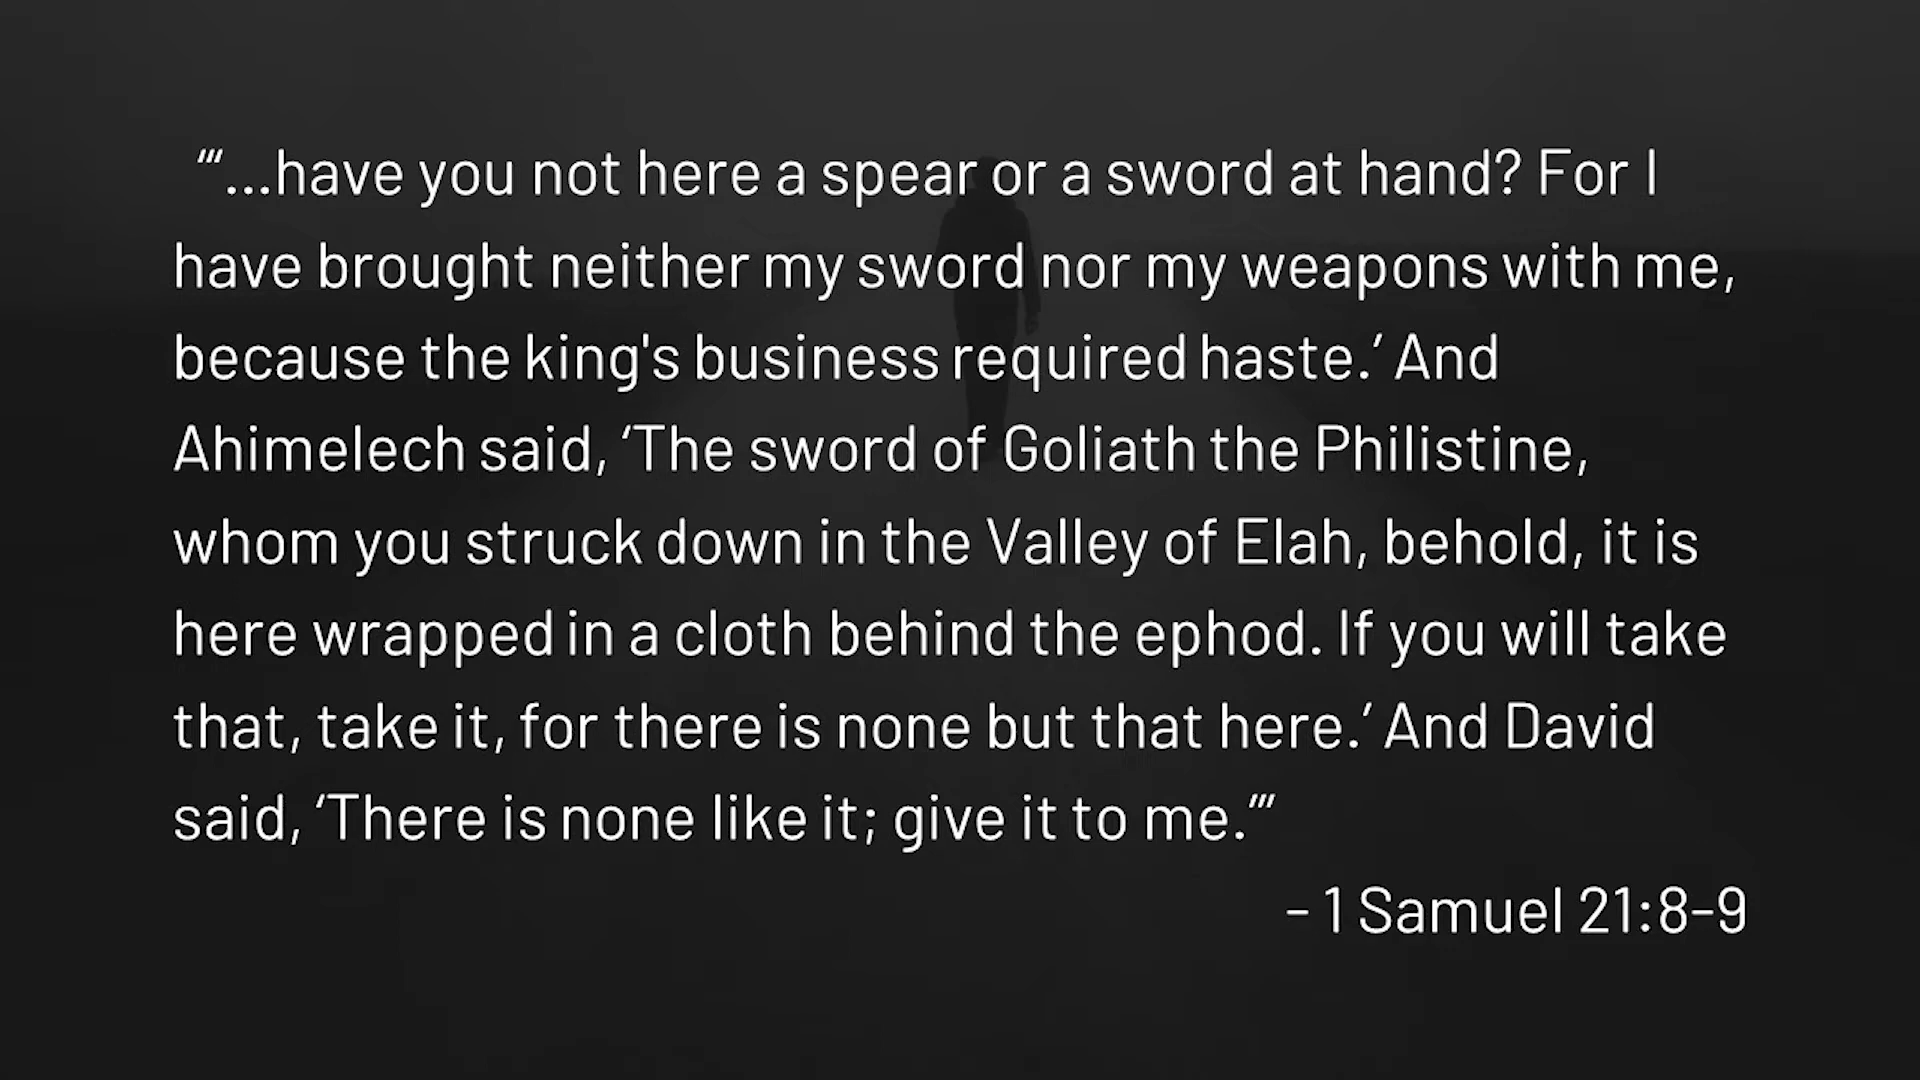 “‘...have you not here a spear or a sword at hand? For I
have brought neither my sword nor my weapons with me,
because the king's business required haste.’ And
Ahimelech said, ‘The sword of Goliath the Philistine,
whom you struck down in the Valley of Elah, behold, it is
here wrapped in a cloth behind the ephod. If you will take
that, take it, for there is none but that here.’ And David
said, ‘There is none like it; give it to me.’”
- 1 Samuel 21:8-9